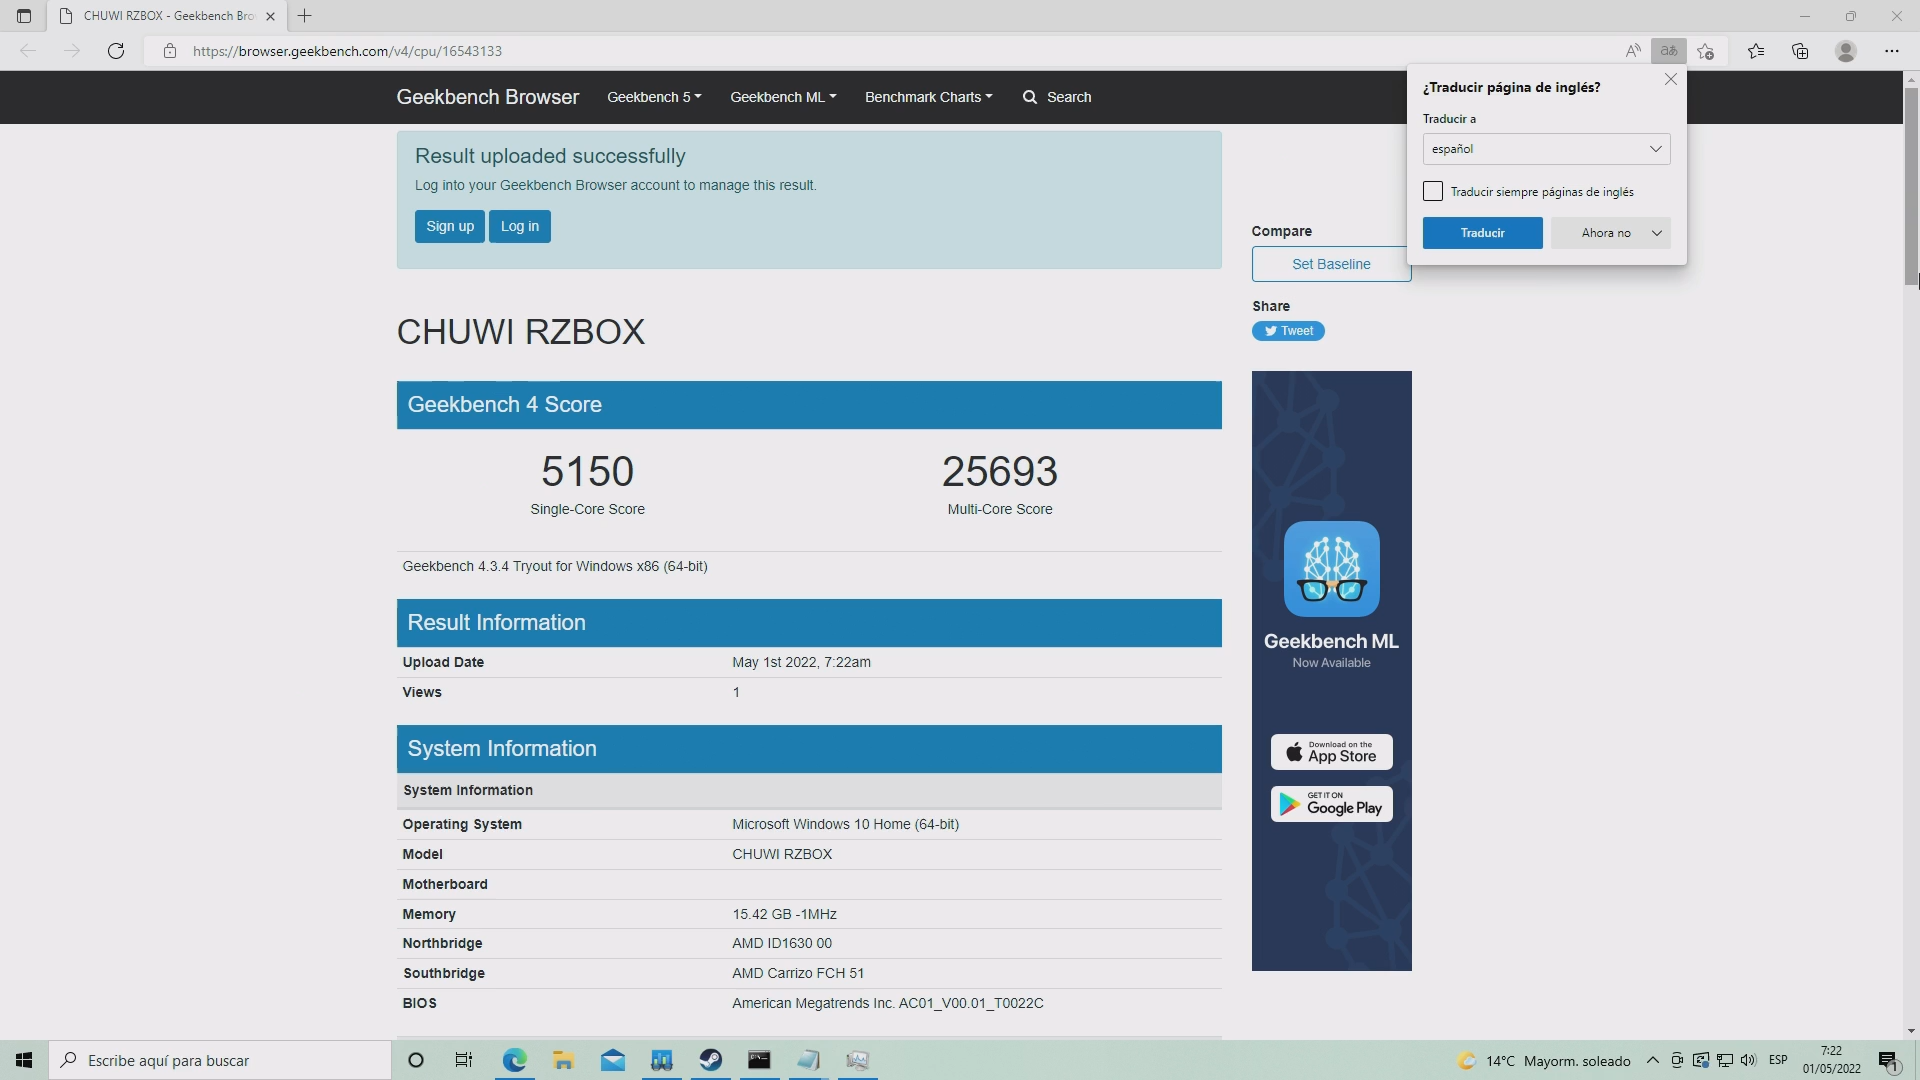 CHUWI RZBOX - Geekbench Bro
https://browser.geekbench.com/v4/cpu/16543133
Geekbench Browser
Geekbench 5
Geekbench ML
Benchmark Charts
Search
¿Traducir página de inglés?
Traducir a
español
Traducir siempre páginas de inglés
Traducir
Ahora no
Result uploaded successfully
Log into your Geekbench Browser account to manage this result.
Sign up
Log in
Compare
Set Baseline
Share
Tweet
CHUWI RZBOX
Geekbench 4 Score
5150
25693
Single-Core Score
Multi-Core Score
Geekbench 4.3.4 Tryout for Windows x86 (64-bit)
Result Information
Upload Date May 1st 2022, 7:22am
Views 1
System Information
System Information
Operating System Microsoft Windows 10 Home (64-bit)
Model CHUWI RZBOX
Motherboard
Memory 15.42 GB -1MHz
Northbridge AMD ID1630 00
Southbridge AMD Carrizo FCH 51
BIOS American Megatrends Inc. AC01_V00.01_T0022C
Geekbench ML
Now Available
Download on the
App Store
GET IT ON
Google Play
Escribe aquí para buscar
14°C Mayorm. soleado
ESP
7:22
01/05/2022
1